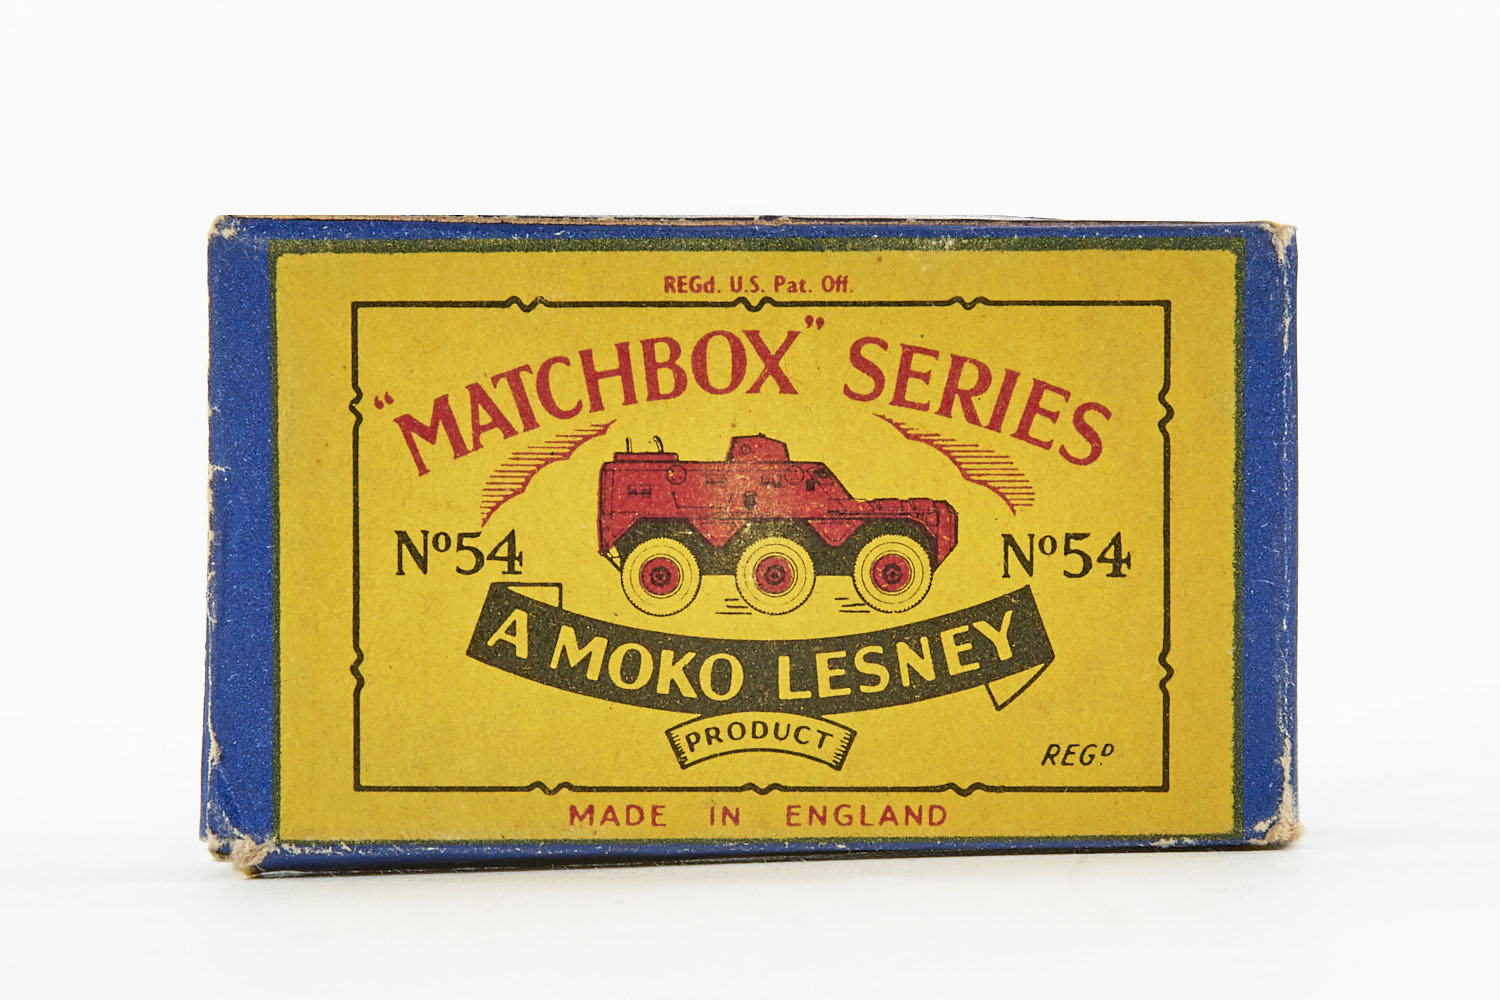 REGd. U.S. Pat. Off.
"MATCHBOX" SERIES
Nº54 Nº54
A MOKO LESNEY
PRODUCT
REGᴰ.
MADE IN ENGLAND